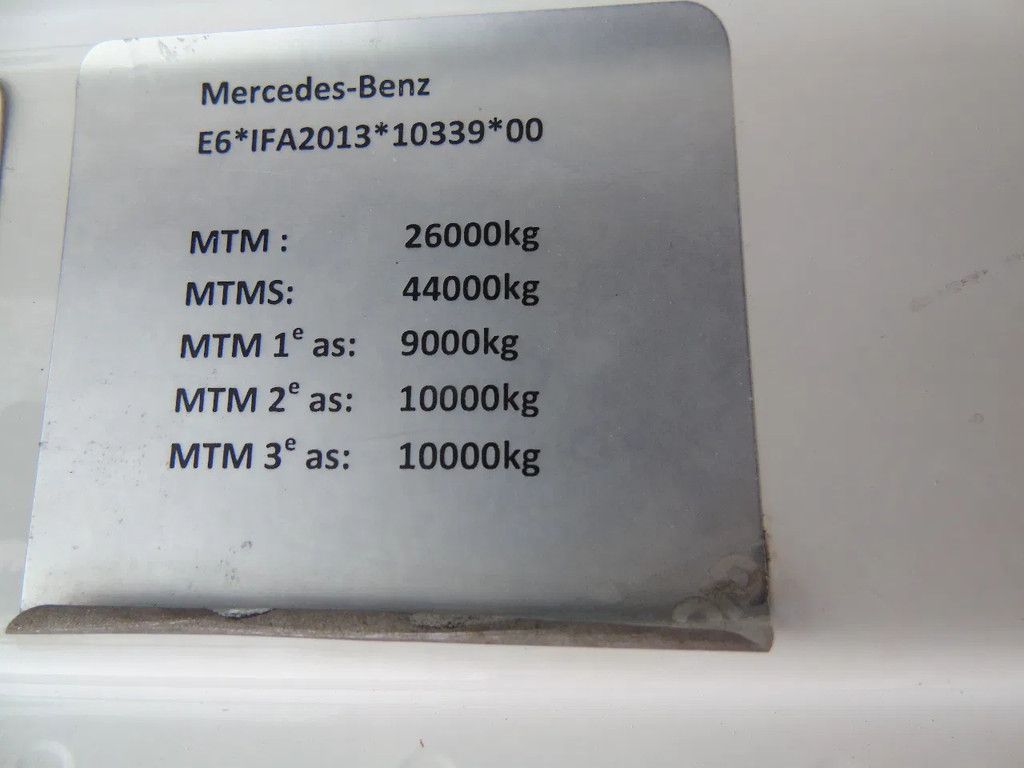 Mercedes-Benz
E6*IFA2013*10339*00
MTM : 26000kg
MTMS: 44000kg
MTM 1e as: 9000kg
MTM 2e as: 10000kg
MTM 3e as: 10000kg